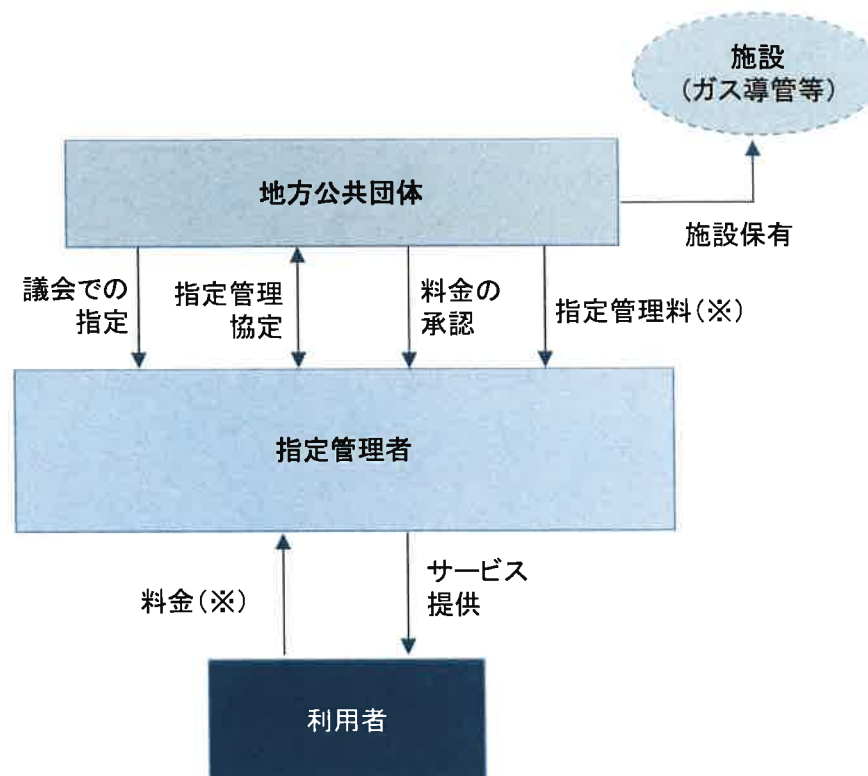 施設
(ガス導管等)
地方公共団体
施設保有
議会での
指定
指定管理
協定
料金の
承認
指定管理料(※)
指定管理者
料金(※)
サービス
提供
利用者